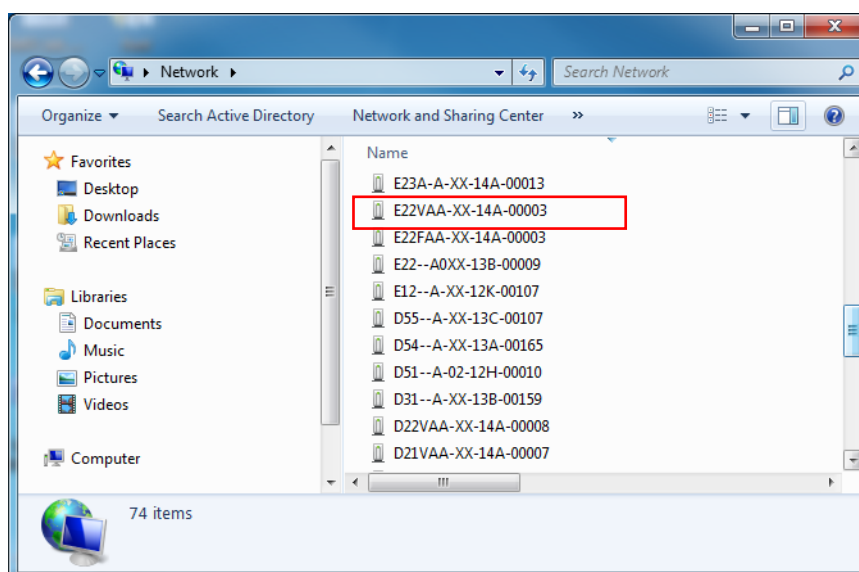 Network
Search Network
Organize Search Active Directory Network and Sharing Center »
Favorites
Desktop
Downloads
Recent Places
Libraries
Documents
Music
Pictures
Videos
Computer
Name
E23A-A-XX-14A-00013
E22VAA-XX-14A-00003
E22FAA-XX-14A-00003
E22--A0XX-13B-00009
E12--A-XX-12K-00107
D55--A-XX-13C-00107
D54--A-XX-13A-00165
D51--A-02-12H-00010
D31--A-XX-13B-00159
D22VAA-XX-14A-00008
D21VAA-XX-14A-00007
74 items